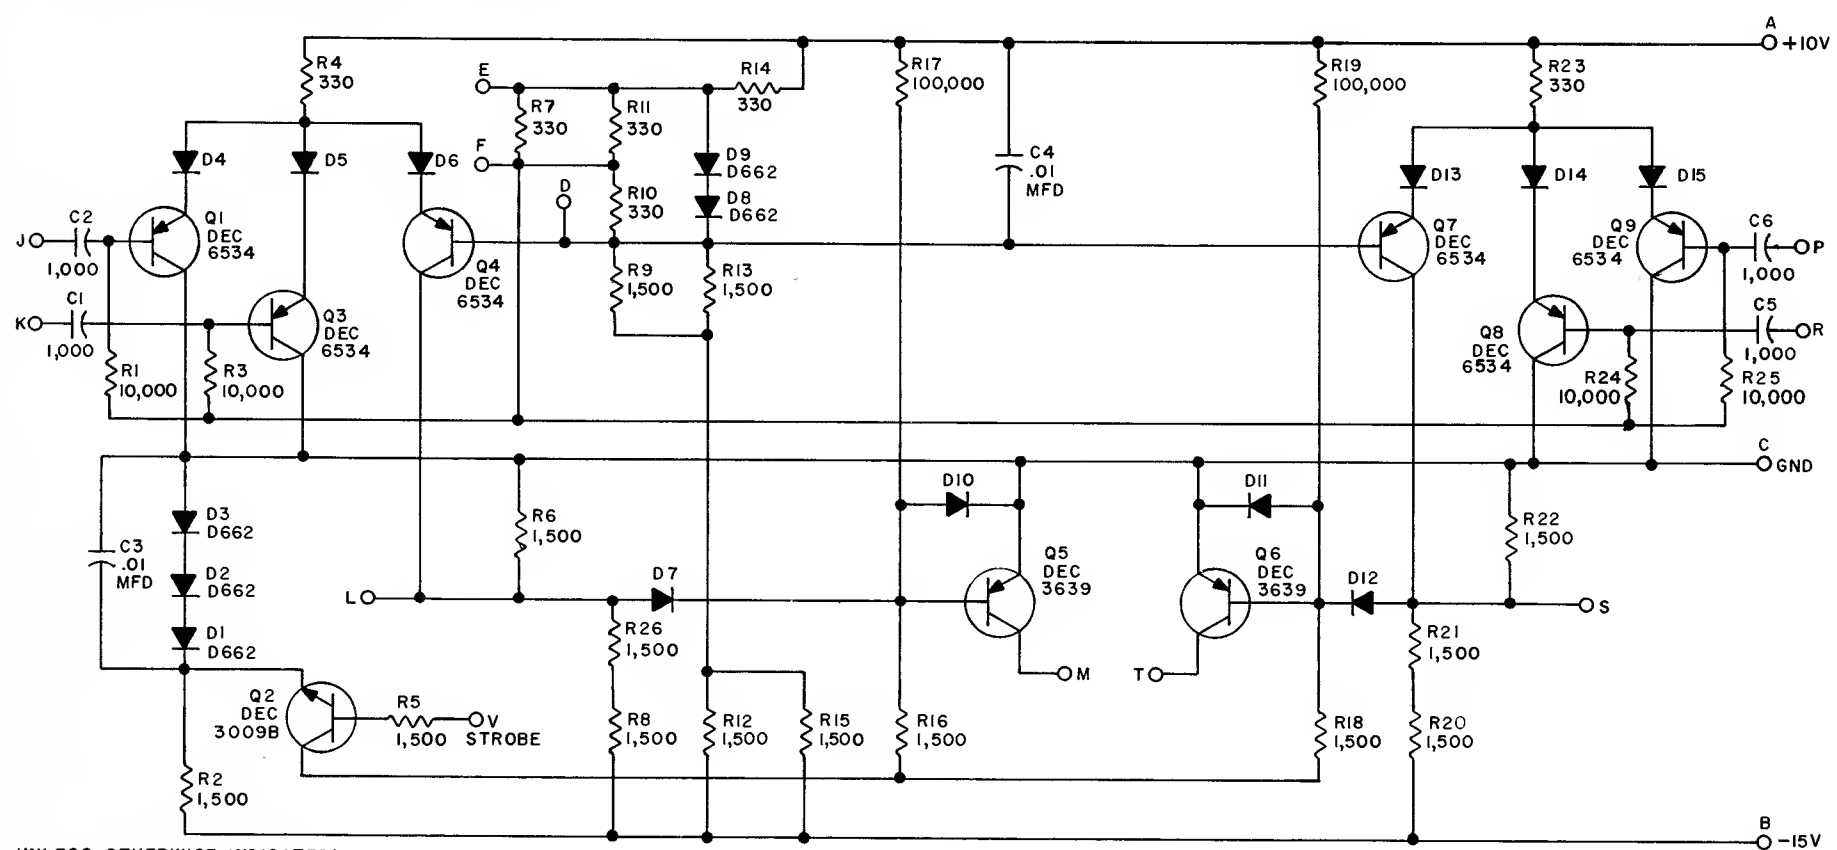 A
+10V
R4
330
E
R14
330
R17
100,000
R19
100,000
R23
330
R7
330
R11
330
F
D4
D5
D6
D9
D662
C4
.01
MFD
D13
D14
D15
D
R10
330
D8
D662
C2
J
1,000
Q1
DEC
6534
Q4
DEC
6534
R9
1,500
R13
1,500
Q7
DEC
6534
Q9
DEC
6534
C6
P
1,000
C1
K
1,000
Q3
DEC
6534
Q8
DEC
6534
C5
R
1,000
R1
10,000
R3
10,000
R24
10,000
R25
10,000
C
GND
D10
D11
D3
D662
R6
1,500
R22
1,500
C3
.01
MFD
D2
D662
Q5
DEC
3639
Q6
DEC
3639
L
D7
D12
S
D1
D662
R26
1,500
R21
1,500
M
T
Q2
DEC
3009B
R5
1,500
V
STROBE
R8
1,500
R12
1,500
R15
1,500
R16
1,500
R18
1,500
R20
1,500
R2
1,500
B
-15V